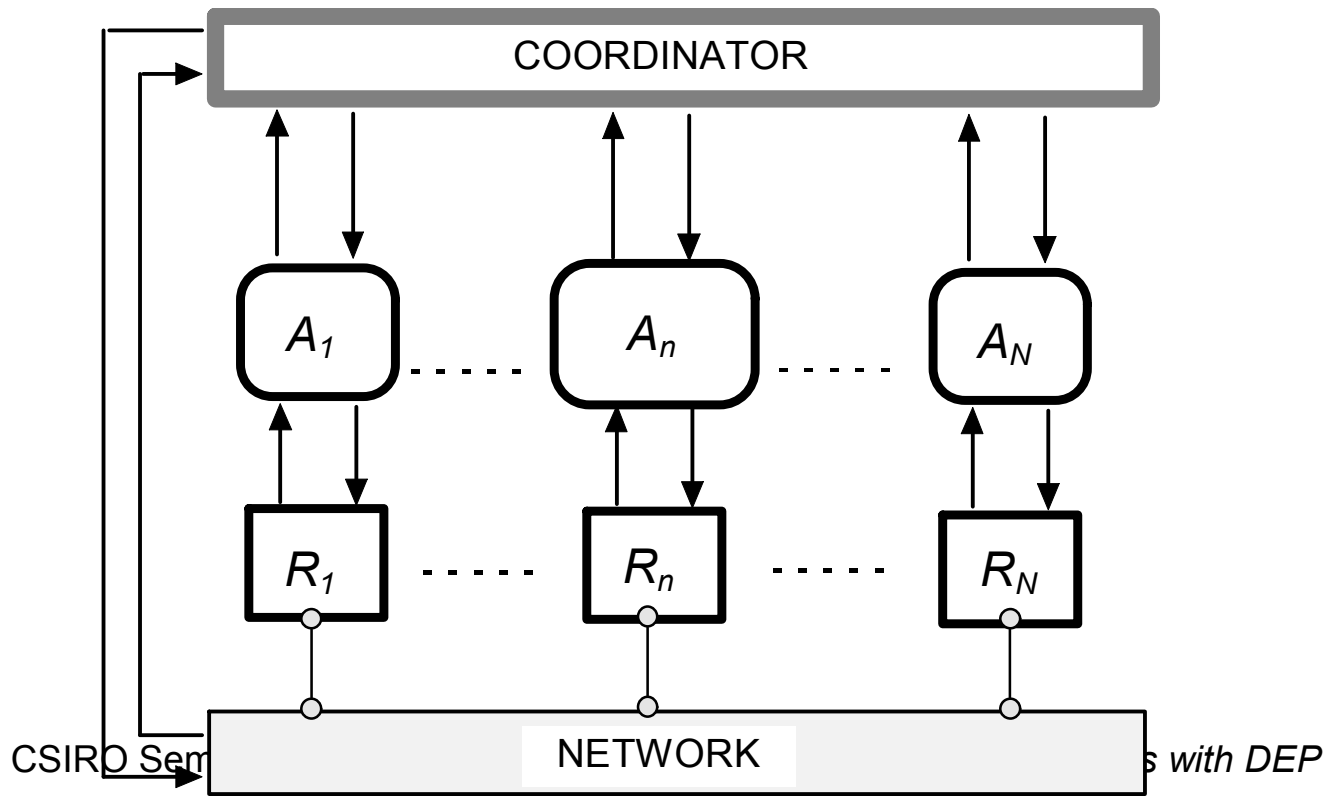 COORDINATOR
A1 An AN
R1 Rn RN
NETWORK
CSIRO with DEP